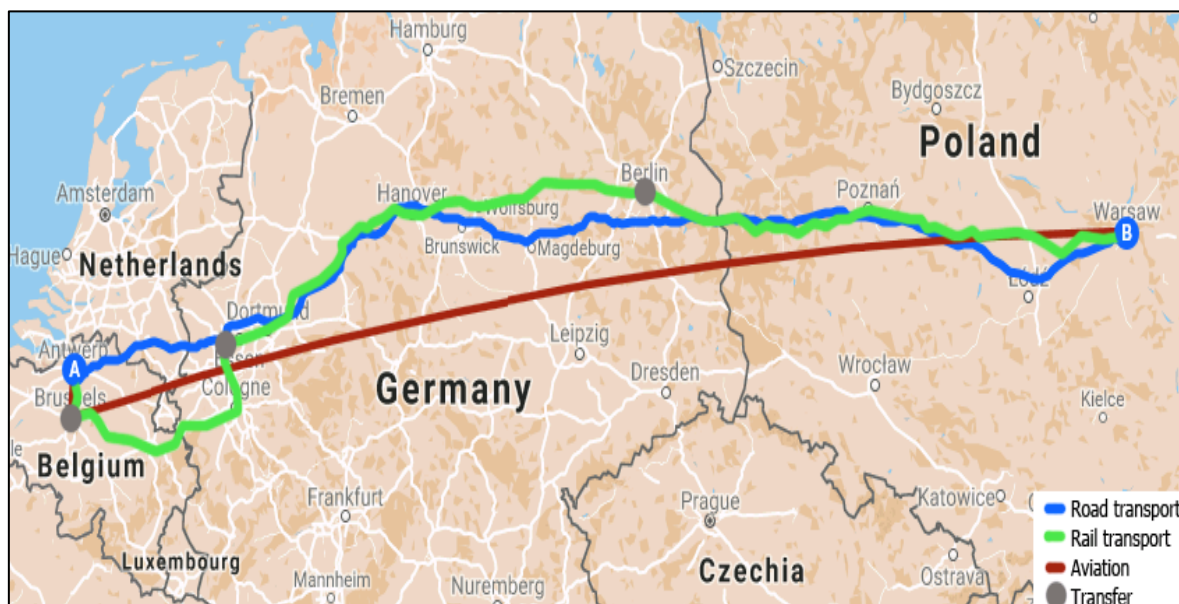 Hamburg
Szczecin
Bremen
Bydgoszcz
Poland
Amsterdam
Berlin
Hanover
Poznań
Wolfsburg
Warsaw
Brunswick
Magdeburg
B
Hague
Netherlands
Łódź
Dortmund
Antwerp
Essen
Leipzig
A
Wrocław
Cologne
Germany
Dresden
Brussels
Kielce
Belgium
Frankfurt
Prague
Katowice
Road transport
Rail transport
Luxembourg
Czechia
Aviation
Mannheim
Nuremberg
Ostrava
Transfer